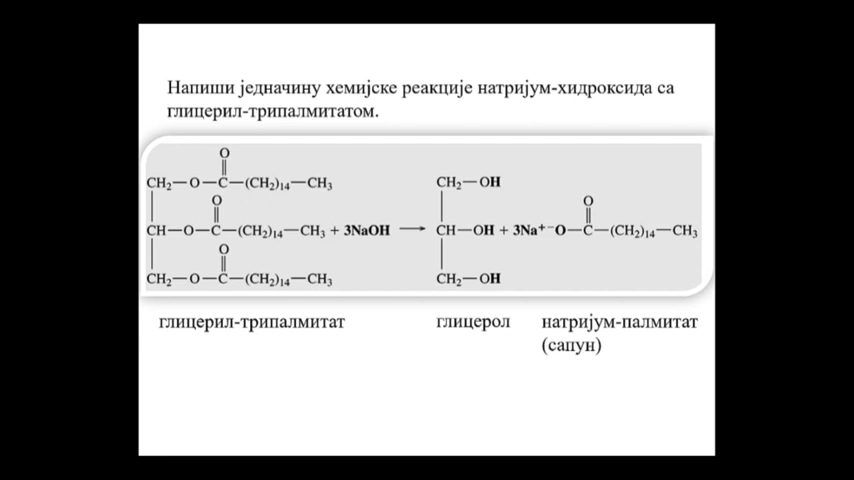 Напиши једначину хемијске реакције натријум-хидроксида са
глицерил-трипалмитатом.
O
CH₂—O—C—(CH₂)₁₄—CH₃
CH₂—OH
O
O
CH—O—C—(CH₂)₁₄—CH₃ + 3NaOH ⟶ CH—OH + 3Na⁺⁻O—C—(CH₂)₁₄—CH₃
O
CH₂—O—C—(CH₂)₁₄—CH₃
CH₂—OH
глицерил-трипалмитат
глицерол
натријум-палмитат
(сапун)